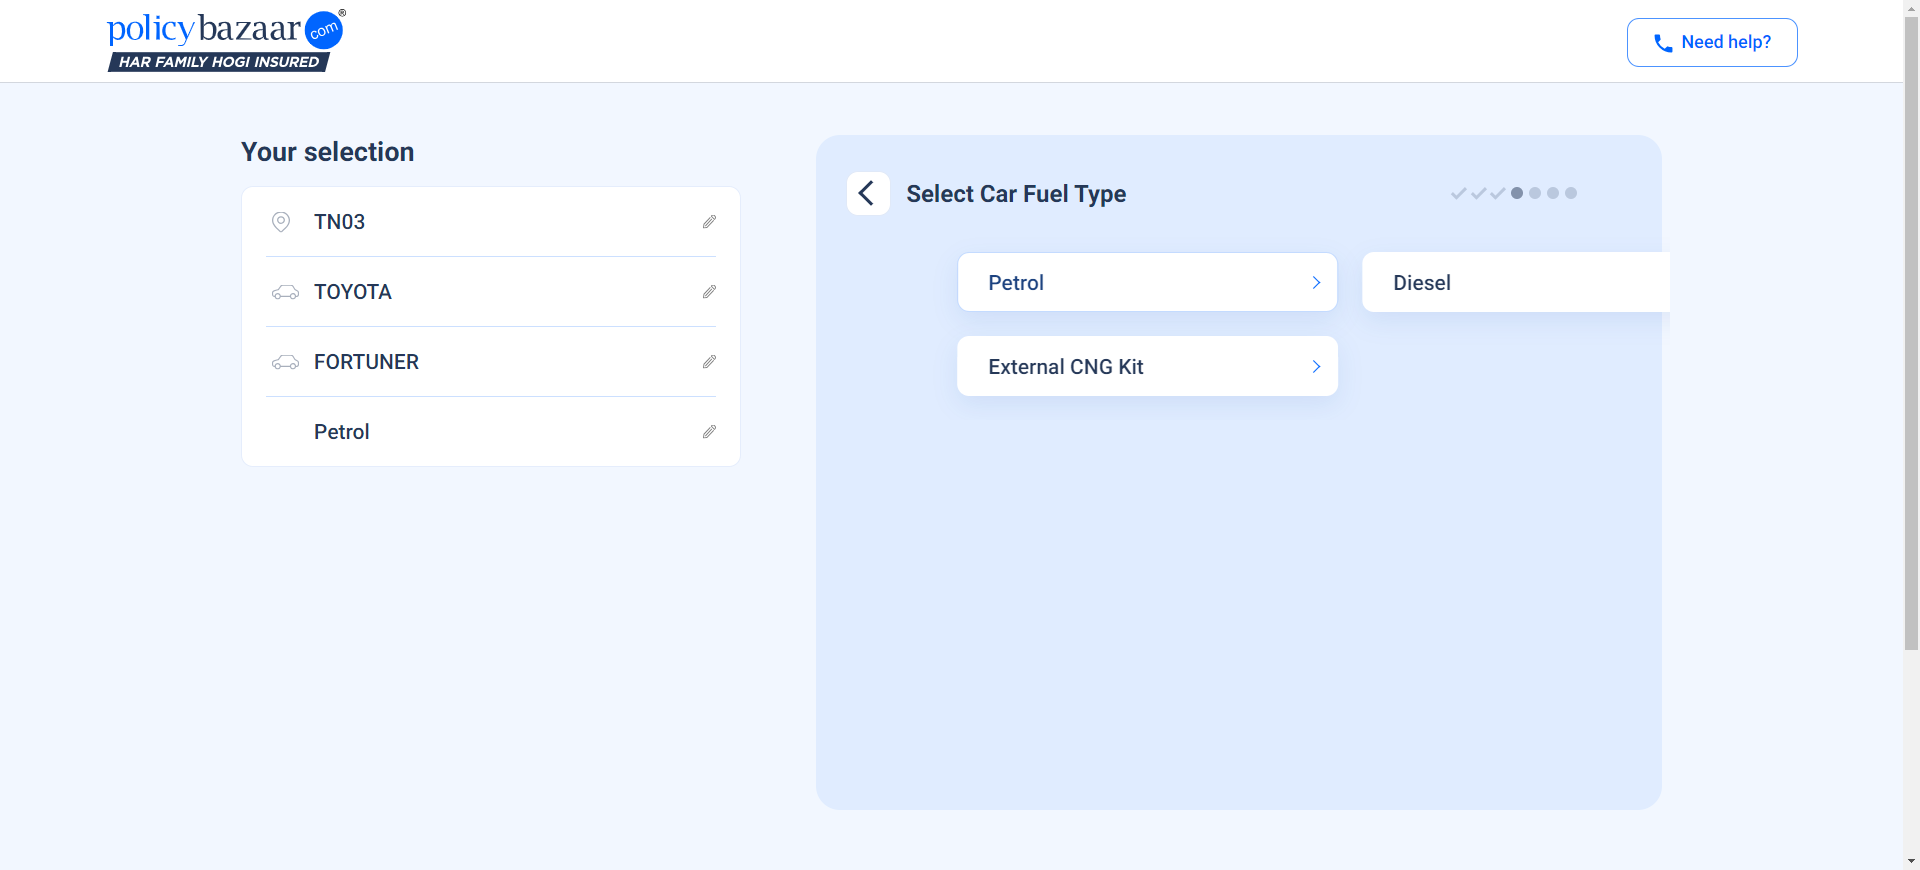 policybazaar.com®
HAR FAMILY HOGI INSURED
Need help?
Your selection
TN03
TOYOTA
FORTUNER
Petrol
Select Car Fuel Type
Petrol
Diesel
External CNG Kit